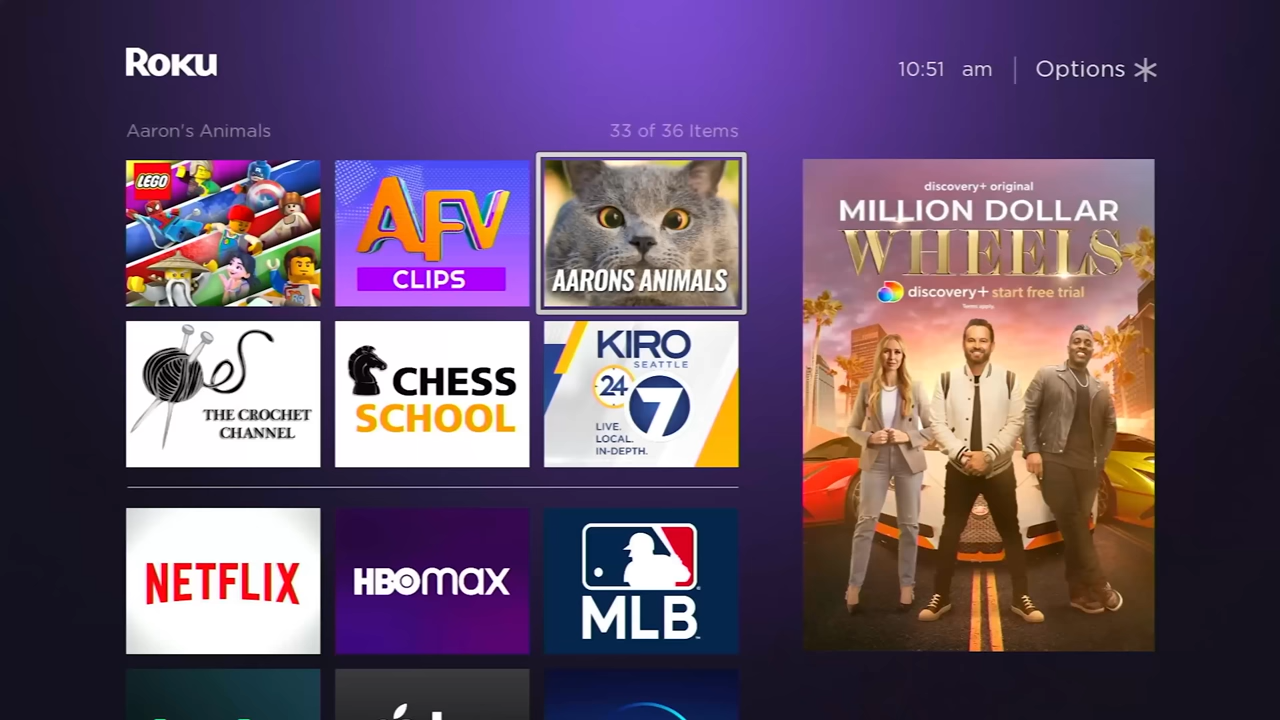 Roku
10:51 am
Options
Aaron's Animals
33 of 36 Items
LEGO
AFV
CLIPS
AARONS ANIMALS
THE CROCHET
CHANNEL
CHESS
SCHOOL
KIRO
SEATTLE
24
7
LIVE.
LOCAL.
IN-DEPTH.
NETFLIX
HBOmax
MLB
discovery+ original
MILLION DOLLAR
WHEELS
discovery+ start free trial
Terms apply.